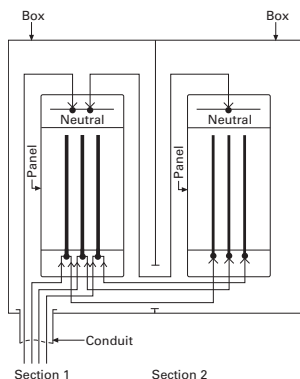 Box
Box
Neutral
Neutral
Panel
Panel
Conduit
Section 1
Section 2